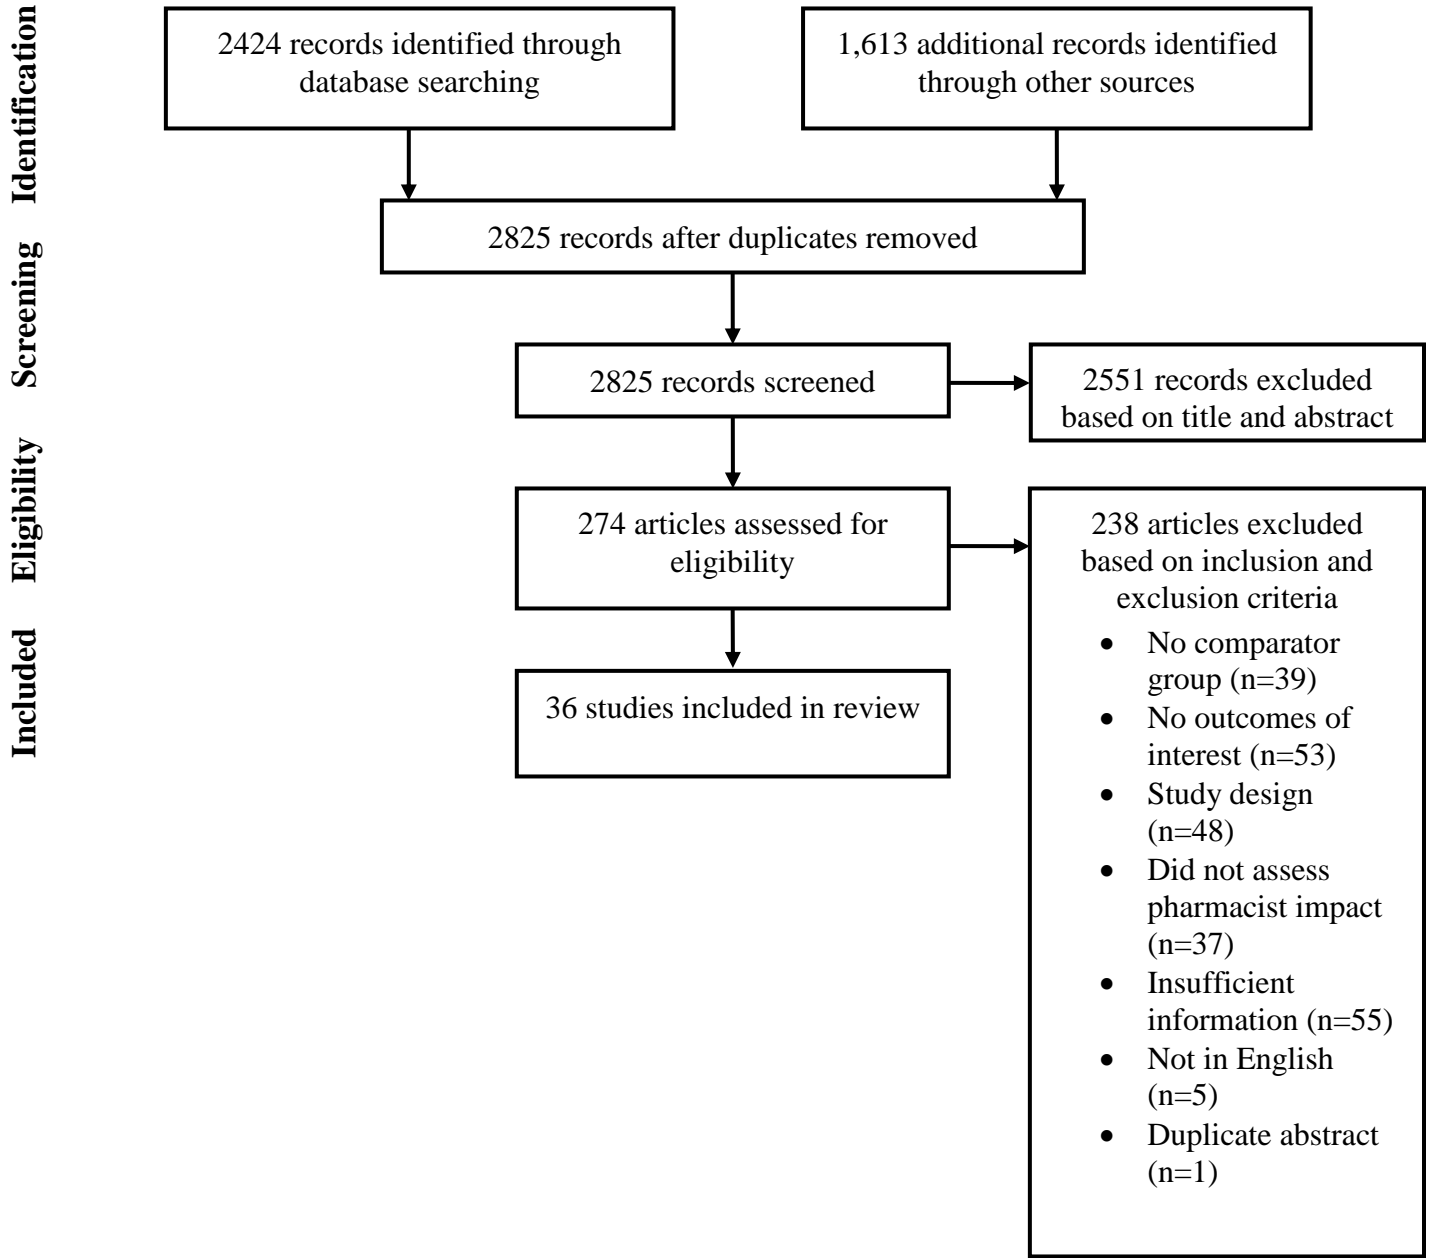 Identification
2424 records identified through
database searching
1,613 additional records identified
through other sources
2825 records after duplicates removed
Screening
2825 records screened
2551 records excluded
based on title and abstract
Eligibility
274 articles assessed for
eligibility
238 articles excluded
based on inclusion and
exclusion criteria
• No comparator
group (n=39)
• No outcomes of
interest (n=53)
• Study design
(n=48)
• Did not assess
pharmacist impact
(n=37)
• Insufficient
information (n=55)
• Not in English
(n=5)
• Duplicate abstract
(n=1)
Included
36 studies included in review